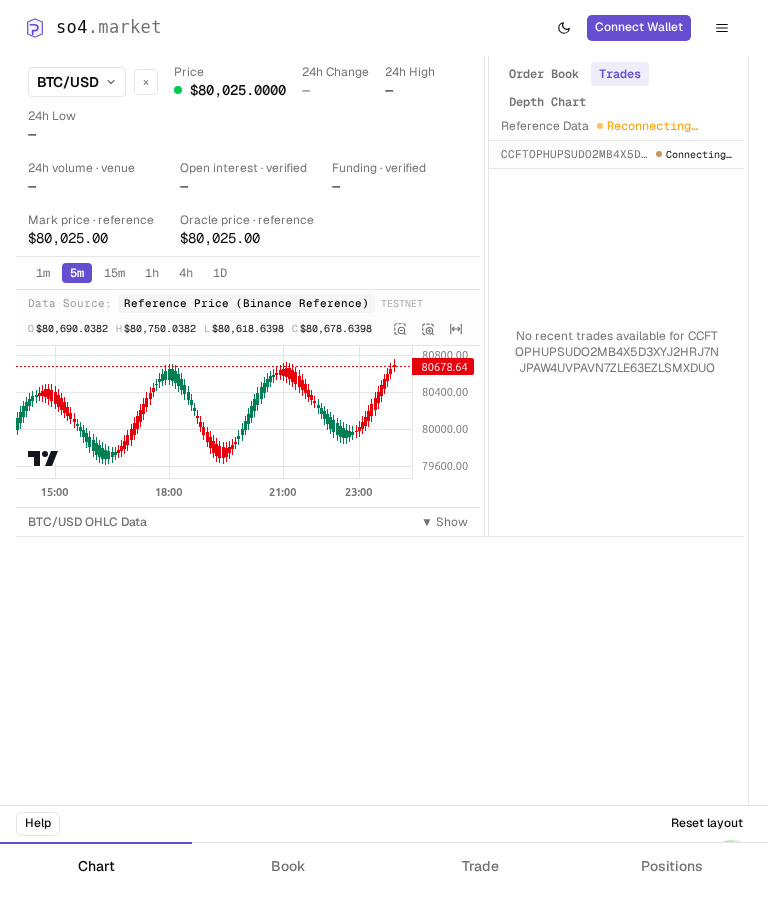 so4.market
Connect Wallet
BTC/USD
×
Price
$80,025.0000
24h Change
—
24h High
—
24h Low
—
24h volume · venue
—
Open interest · verified
—
Funding · verified
—
Mark price · reference
$80,025.00
Oracle price · reference
$80,025.00
1m 5m 15m 1h 4h 1D
Data Source: Reference Price (Binance Reference) TESTNET
O $80,690.0382 H $80,750.0382 L $80,618.6398 C $80,678.6398
80800.00
80678.64
80400.00
80000.00
79600.00
15:00 18:00 21:00 23:00
BTC/USD OHLC Data
▼ Show
Order Book Trades
Depth Chart
Reference Data Reconnecting…
CCFTOPHUPSUDO2MB4X5D… Connecting…
No recent trades available for CCFT
OPHUPSUDO2MB4X5D3XYJ2HRJ7N
JPAW4UVPAVN7ZLE63EZLSMXDUO
Help
Reset layout
Chart Book Trade Positions